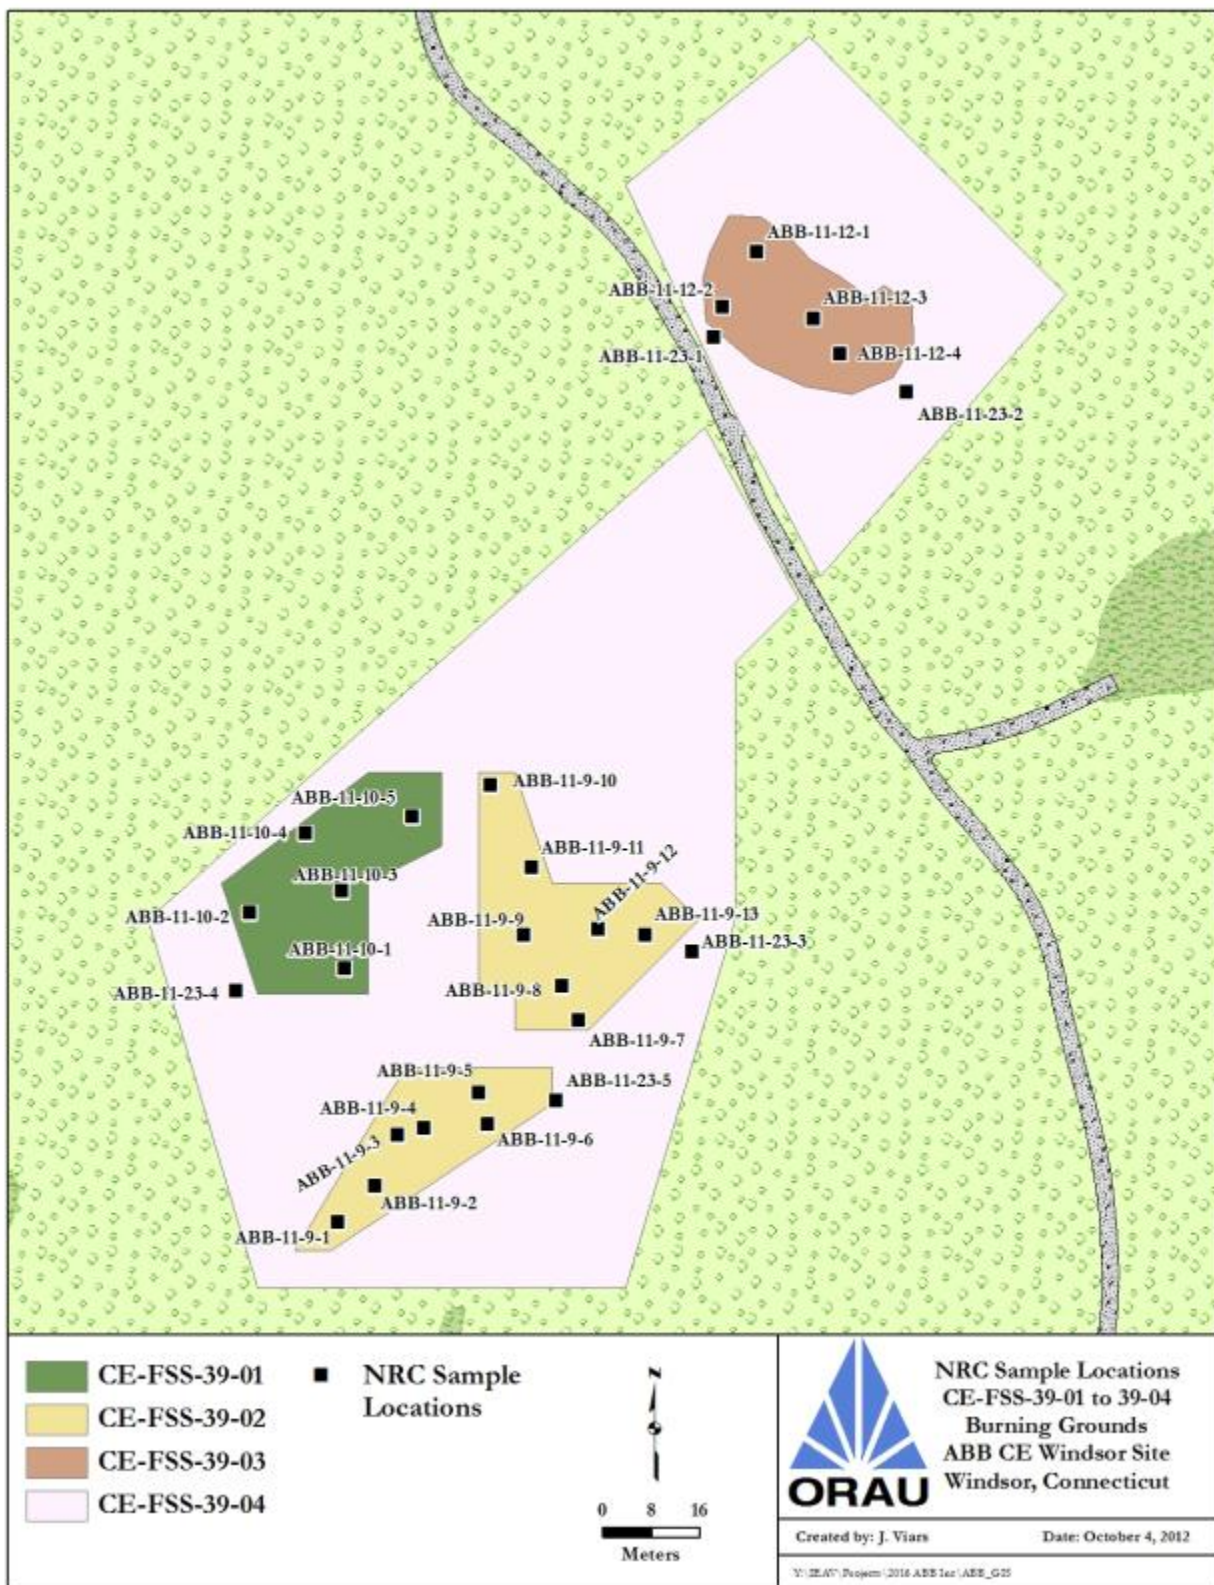 ABB-11-12-1
ABB-11-12-2
ABB-11-12-3
ABB-11-23-1
ABB-11-12-4
ABB-11-23-2
ABB-11-9-10
ABB-11-10-5
ABB-11-10-4
ABB-11-9-11
ABB-11-9-12
ABB-11-10-3
ABB-11-10-2
ABB-11-9-9
ABB-11-9-13
ABB-11-23-3
ABB-11-10-1
ABB-11-23-4
ABB-11-9-8
ABB-11-9-7
ABB-11-9-5
ABB-11-23-5
ABB-11-9-4
ABB-11-9-6
ABB-11-9-3
ABB-11-9-2
ABB-11-9-1
CE-FSS-39-01
CE-FSS-39-02
CE-FSS-39-03
CE-FSS-39-04
NRC Sample
Locations
N
0 8 16
Meters
ORAU
NRC Sample Locations
CE-FSS-39-01 to 39-04
Burning Grounds
ABB CE Windsor Site
Windsor, Connecticut
Created by: J. Viars Date: October 4, 2012